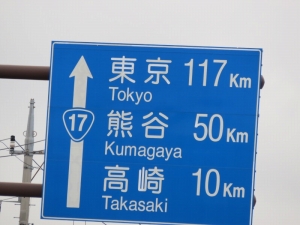 東京 117 Km
Tokyo
17
熊谷 50 Km
Kumagaya
高崎 10 Km
Takasaki